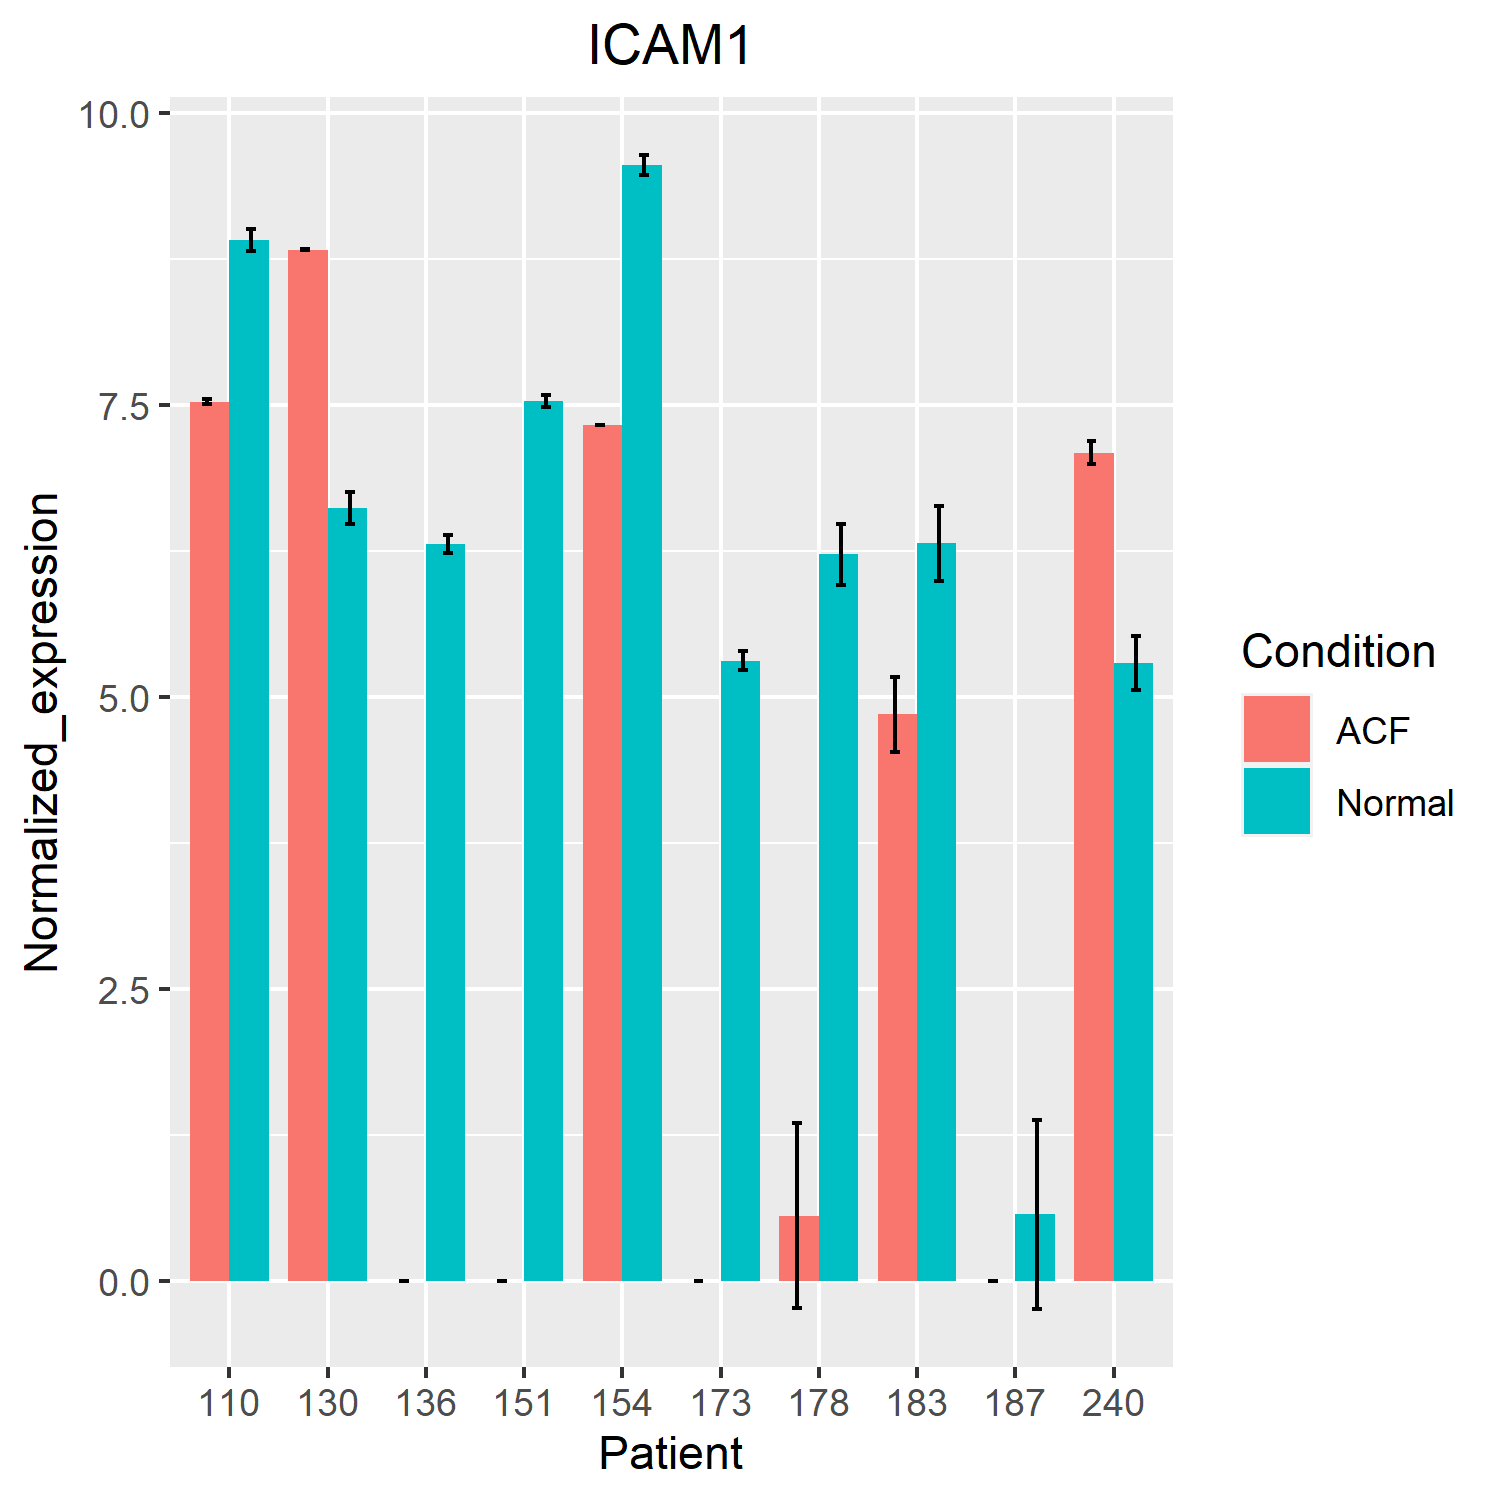 ICAM1
Normalized_expression
10.0
7.5
5.0
2.5
0.0
110 130 136 151 154 173 178 183 187 240
Patient
Condition
ACF
Normal